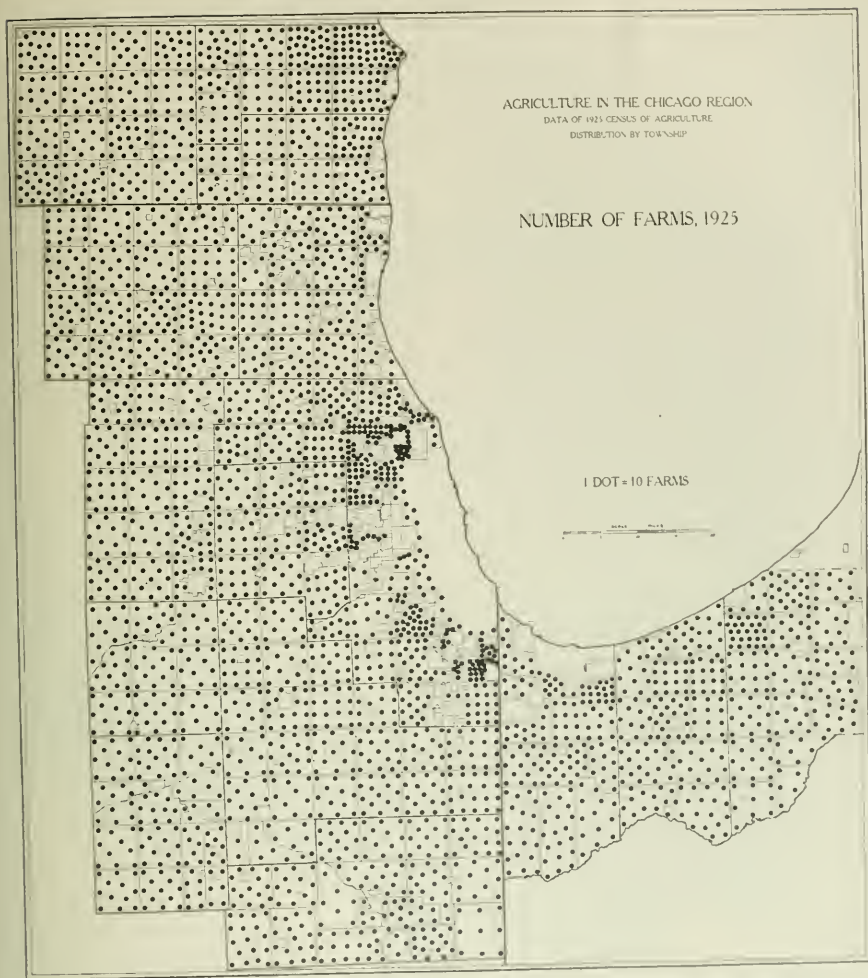 AGRICULTURE IN THE CHICAGO REGION
DATA OF 1925 CENSUS OF AGRICULTURE
DISTRIBUTION BY TOWNSHIP
NUMBER OF FARMS, 1925
1 DOT = 10 FARMS